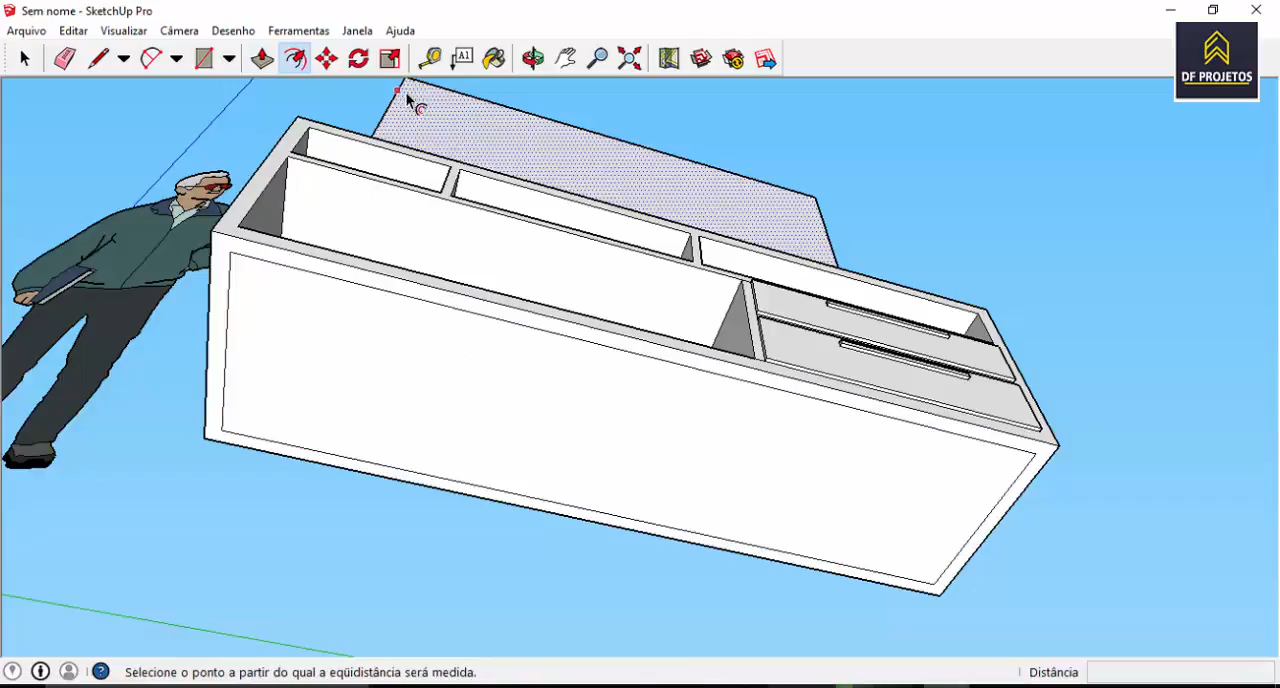 Sem nome - SketchUp Pro
Arquivo Editar Visualizar Câmera Desenho Ferramentas Janela Ajuda
A1
DF PROJETOS
Selecione o ponto a partir do qual a eqüidistância será medida.
Distância